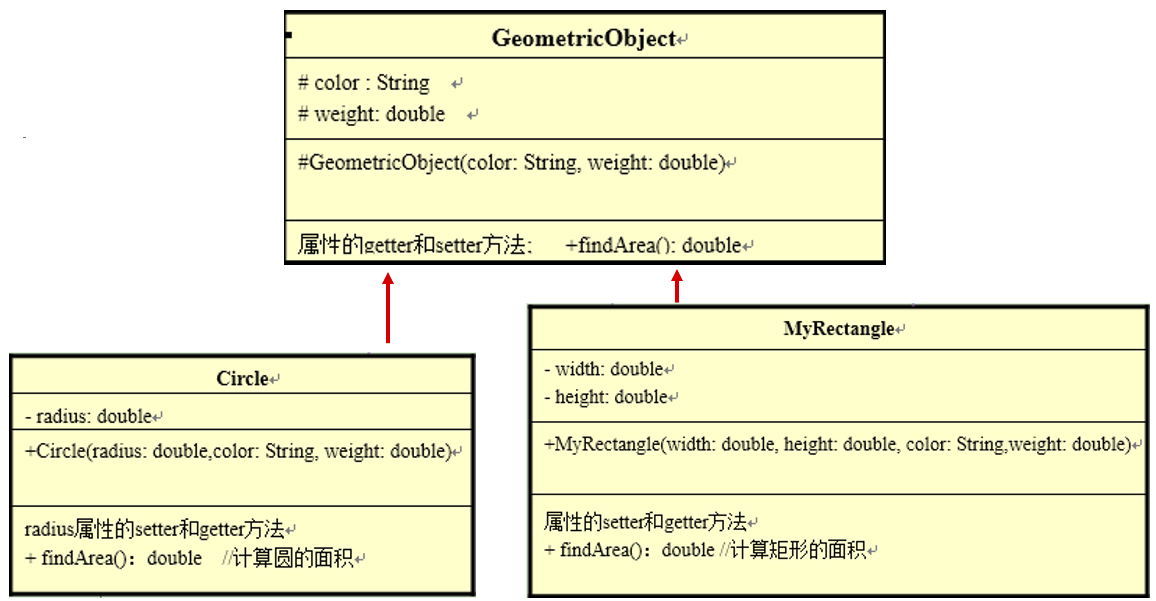 GeometricObject↵
# color : String ↵
# weight: double ↵
#GeometricObject(color: String, weight: double)↵
属性的getter和setter方法; +findArea(): double↵
Circle↵
- radius: double↵
+Circle(radius: double,color: String, weight: double)↵
radius属性的setter和getter方法↵
+ findArea()：double //计算圆的面积↵
MyRectangle↵
- width: double↵
- height: double↵
+MyRectangle(width: double, height: double, color: String,weight: double)↵
属性的setter和getter方法↵
+ findArea()：double //计算矩形的面积↵